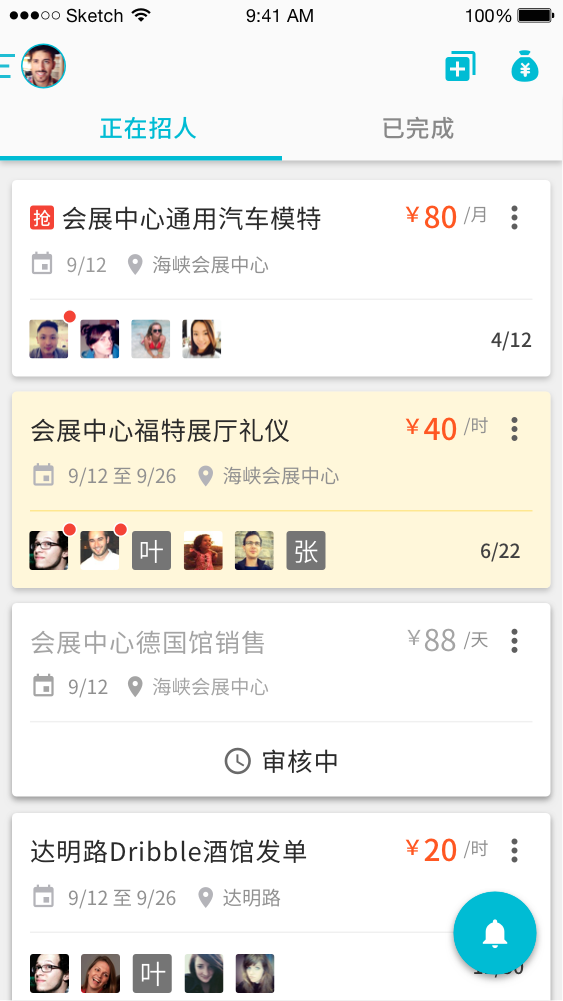 Sketch 9:41 AM 100%
正在招人 已完成
抢 会展中心通用汽车模特 ¥80 /月
9/12 海峡会展中心
4/12
会展中心福特展厅礼仪 ¥40 /时
9/12 至 9/26 海峡会展中心
叶 张 6/22
会展中心德国馆销售 ¥88 /天
9/12 海峡会展中心
审核中
达明路Dribble酒馆发单 ¥20 /时
9/12 至 9/26 达明路
叶